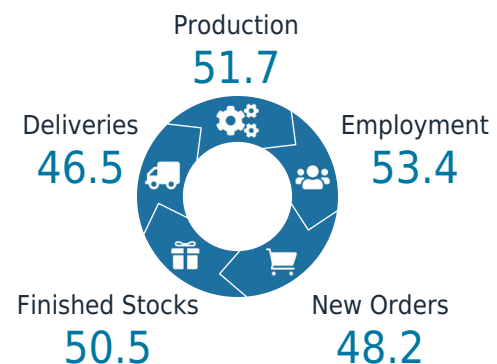 Production
51.7
Deliveries
46.5
Employment
53.4
Finished Stocks
50.5
New Orders
48.2